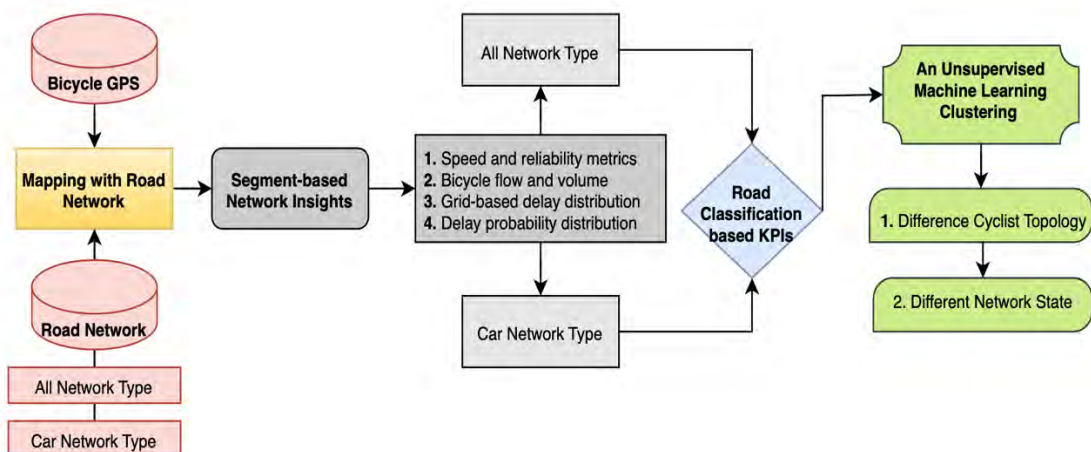 Bicycle GPS
Mapping with Road
Network
Road Network
All Network Type
Car Network Type
Segment-based
Network Insights
All Network Type
1. Speed and reliability metrics
2. Bicycle flow and volume
3. Grid-based delay distribution
4. Delay probability distribution
Car Network Type
Road
Classification
based KPIs
An Unsupervised
Machine Learning
Clustering
1. Difference Cyclist Topology
2. Different Network State